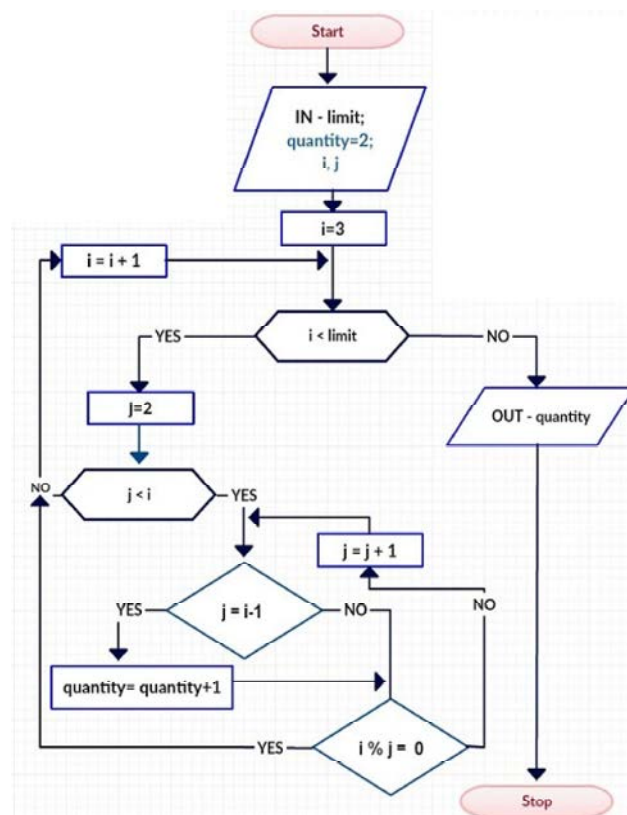 Start
IN - limit;
quantity=2;
i, j
i=3
i = i + 1
i < limit
YES
NO
j=2
OUT - quantity
NO
j < i
YES
j = j + 1
YES
j = i-1
NO
NO
quantity= quantity+1
YES
i % j = 0
Stop